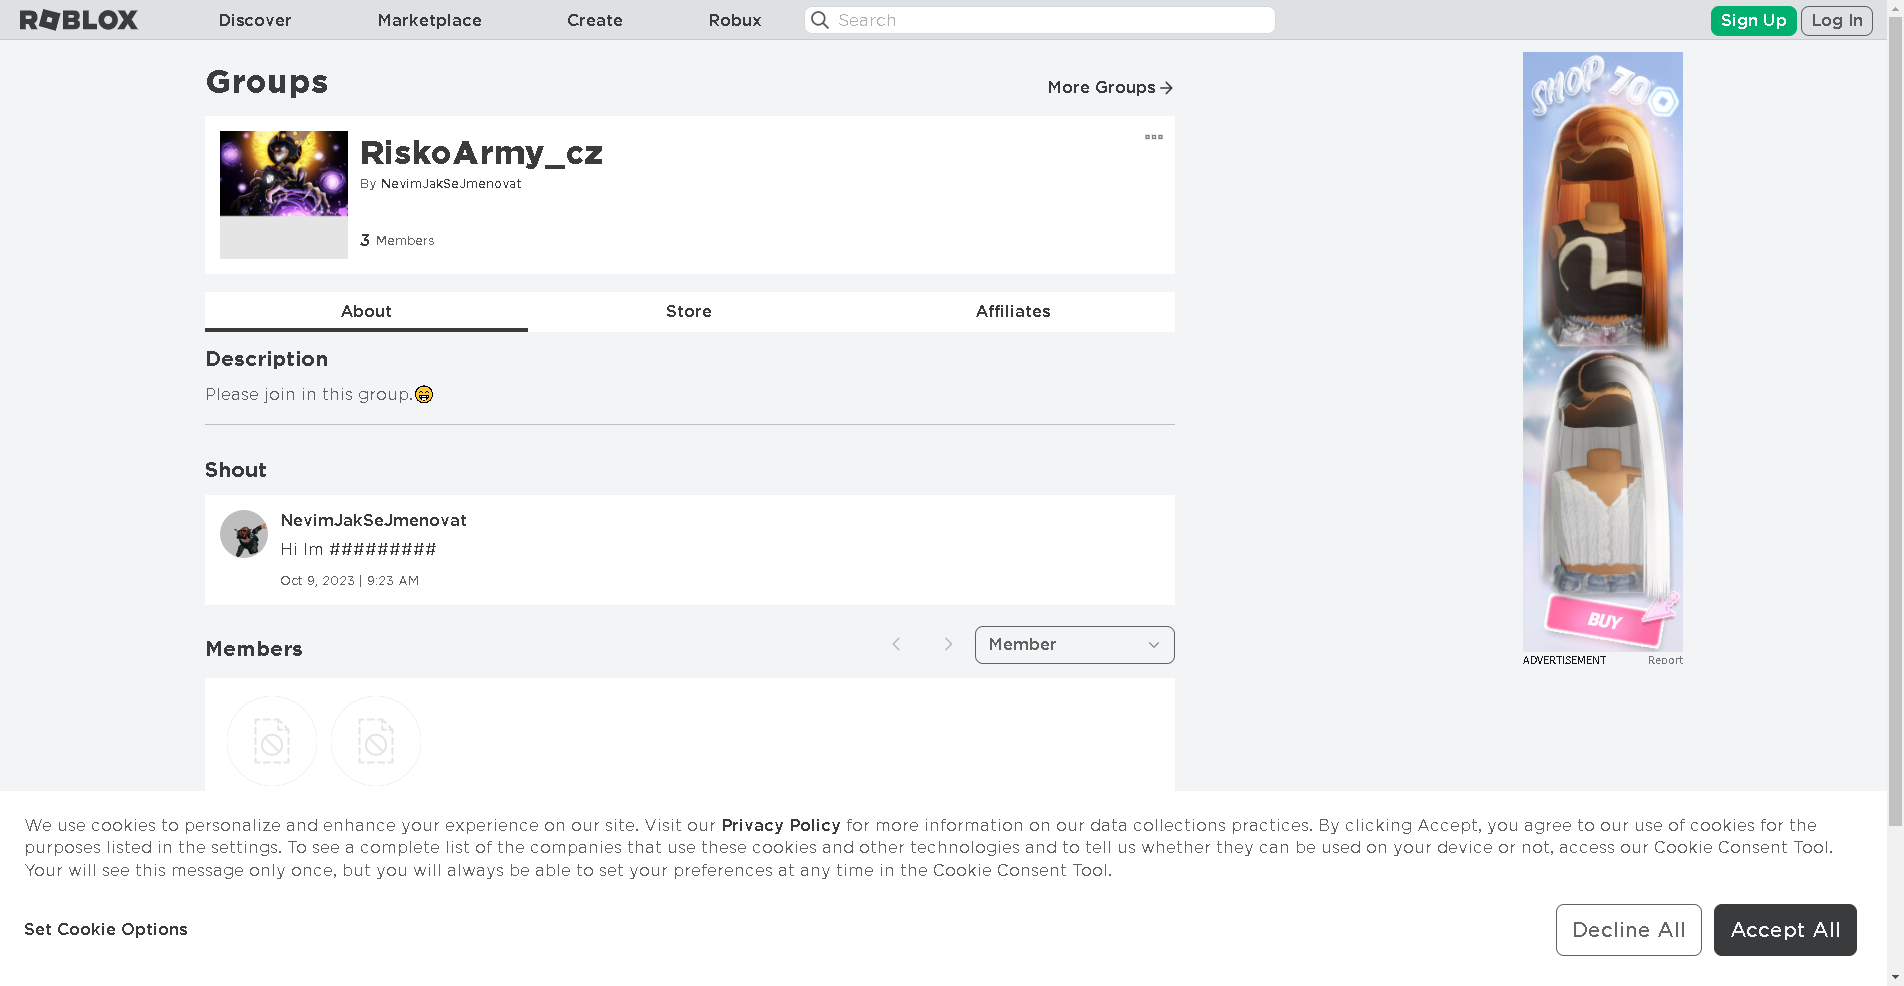 ROBLOX Discover Marketplace Create Robux Search Sign Up Log In
Groups
More Groups
RiskoArmy_cz
By NevimJakSeJmenovat
3 Members
About Store Affiliates
Description
Please join in this group.😁
Shout
NevimJakSeJmenovat
Hi Im #########
Oct 9, 2023 | 9:23 AM
Members
Member
SHOP 70
BUY
ADVERTISEMENT Report
We use cookies to personalize and enhance your experience on our site. Visit our Privacy Policy for more information on our data collections practices. By clicking Accept, you agree to our use of cookies for the
purposes listed in the settings. To see a complete list of the companies that use these cookies and other technologies and to tell us whether they can be used on your device or not, access our Cookie Consent Tool.
Your will see this message only once, but you will always be able to set your preferences at any time in the Cookie Consent Tool.
Set Cookie Options
Decline All
Accept All